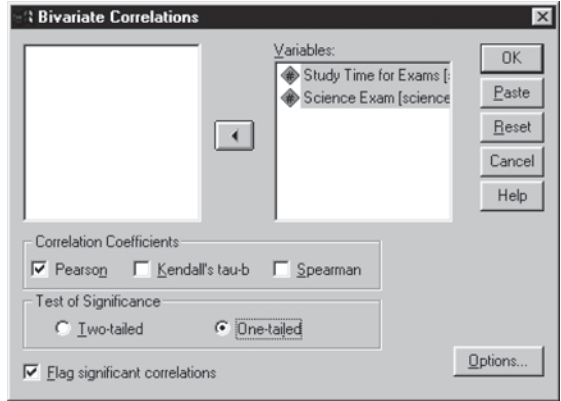 Bivariate Correlations
Variables:
Study Time for Exams [
Science Exam [science
OK
Paste
Reset
Cancel
Help
Correlation Coefficients
Pearson Kendall's tau-b Spearman
Test of Significance
Two-tailed One-tailed
Flag significant correlations
Options...